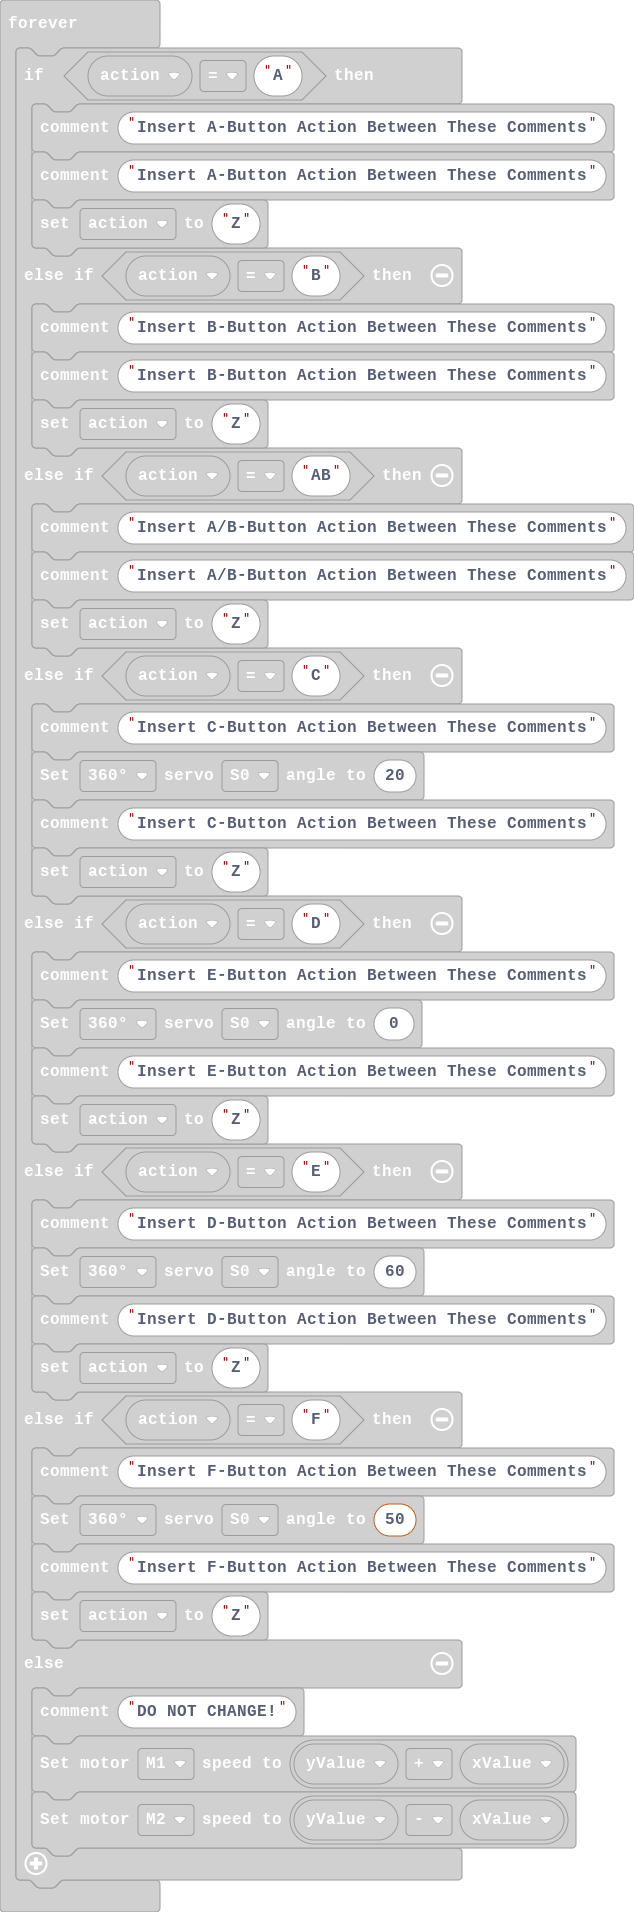 forever
if action = "A" then
comment "Insert A-Button Action Between These Comments"
comment "Insert A-Button Action Between These Comments"
set action to "Z"
else if action = "B" then
comment "Insert B-Button Action Between These Comments"
comment "Insert B-Button Action Between These Comments"
set action to "Z"
else if action = "AB" then
comment "Insert A/B-Button Action Between These Comments"
comment "Insert A/B-Button Action Between These Comments"
set action to "Z"
else if action = "C" then
comment "Insert C-Button Action Between These Comments"
Set 360° servo S0 angle to 20
comment "Insert C-Button Action Between These Comments"
set action to "Z"
else if action = "D" then
comment "Insert E-Button Action Between These Comments"
Set 360° servo S0 angle to 0
comment "Insert E-Button Action Between These Comments"
set action to "Z"
else if action = "E" then
comment "Insert D-Button Action Between These Comments"
Set 360° servo S0 angle to 60
comment "Insert D-Button Action Between These Comments"
set action to "Z"
else if action = "F" then
comment "Insert F-Button Action Between These Comments"
Set 360° servo S0 angle to 50
comment "Insert F-Button Action Between These Comments"
set action to "Z"
else
comment "DO NOT CHANGE!"
Set motor M1 speed to yValue + xValue
Set motor M2 speed to yValue - xValue